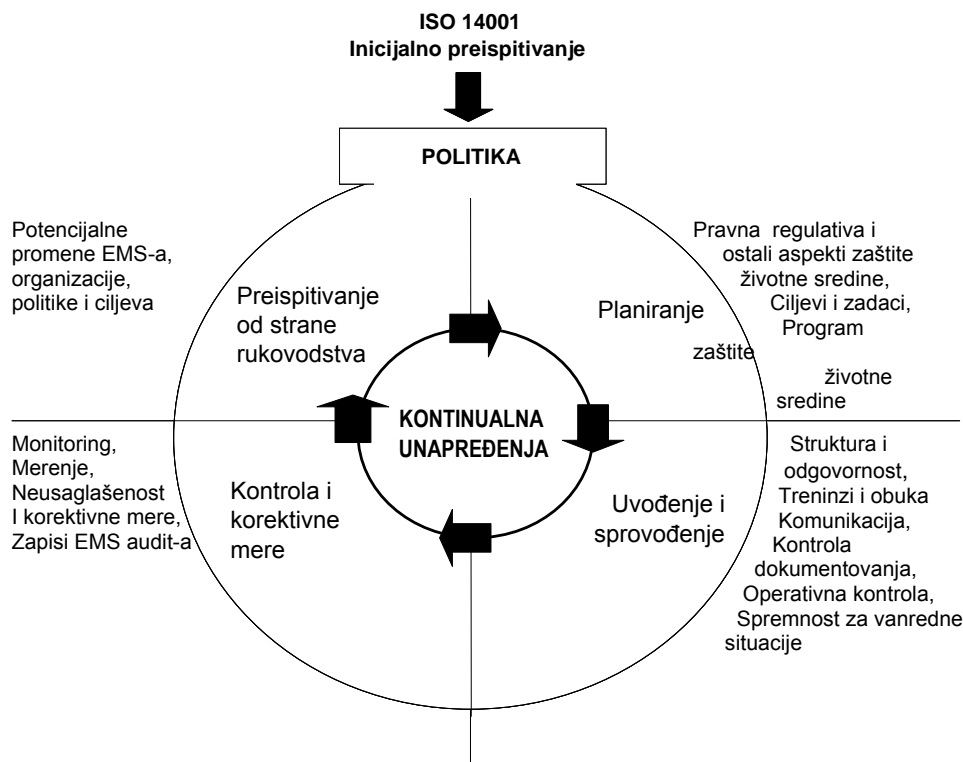 ISO 14001
Inicijalno preispitivanje
POLITIKA
Potencijalne
promene EMS-a,
organizacije,
politike i ciljeva
Preispitivanje
od strane
rukovodstva
Planiranje
Pravna regulativa i
ostali aspekti zaštite
životne sredine,
Ciljevi i zadaci,
Program
zaštite
životne
sredine
KONTINUALNA
UNAPREĐENJA
Monitoring,
Merenje,
Neusaglašenost
I korektivne mere,
Zapisi EMS audit-a
Kontrola i
korektivne
mere
Uvođenje i
sprovođenje
Struktura i
odgovornost,
Treninzi i obuka
Komunikacija,
Kontrola
dokumentovanja,
Operativna kontrola,
Spremnost za vanredne
situacije